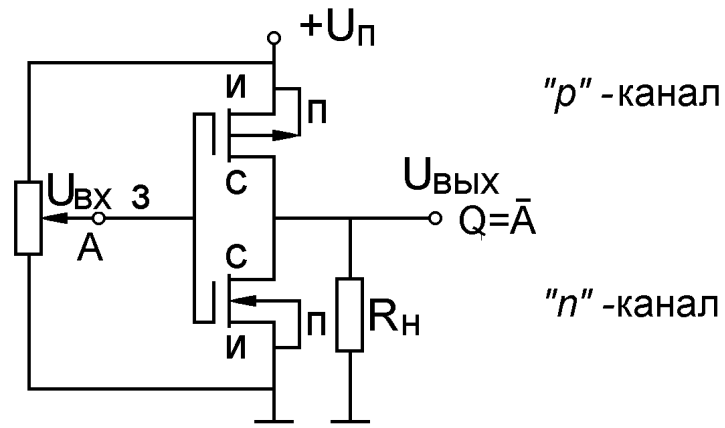 +Uп
И
П
"p" -канал
С
Uвх
З
Uвых
А
Q=Ā
С
"n" -канал
П
Rн
И